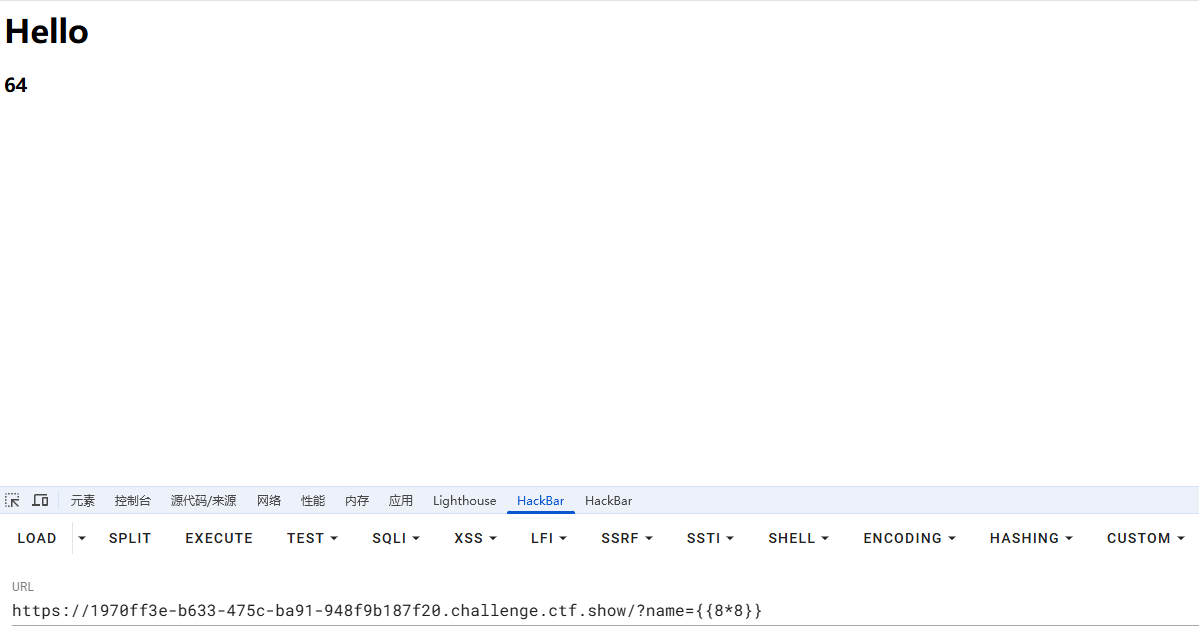 Hello
64
元素 控制台 源代码/来源 网络 性能 内存 应用 Lighthouse HackBar HackBar
LOAD SPLIT EXECUTE TEST SQLI XSS LFI SSRF SSTI SHELL ENCODING HASHING CUSTOM
URL
https://1970ff3e-b633-475c-ba91-948f9b187f20.challenge.ctf.show/?name={{8*8}}